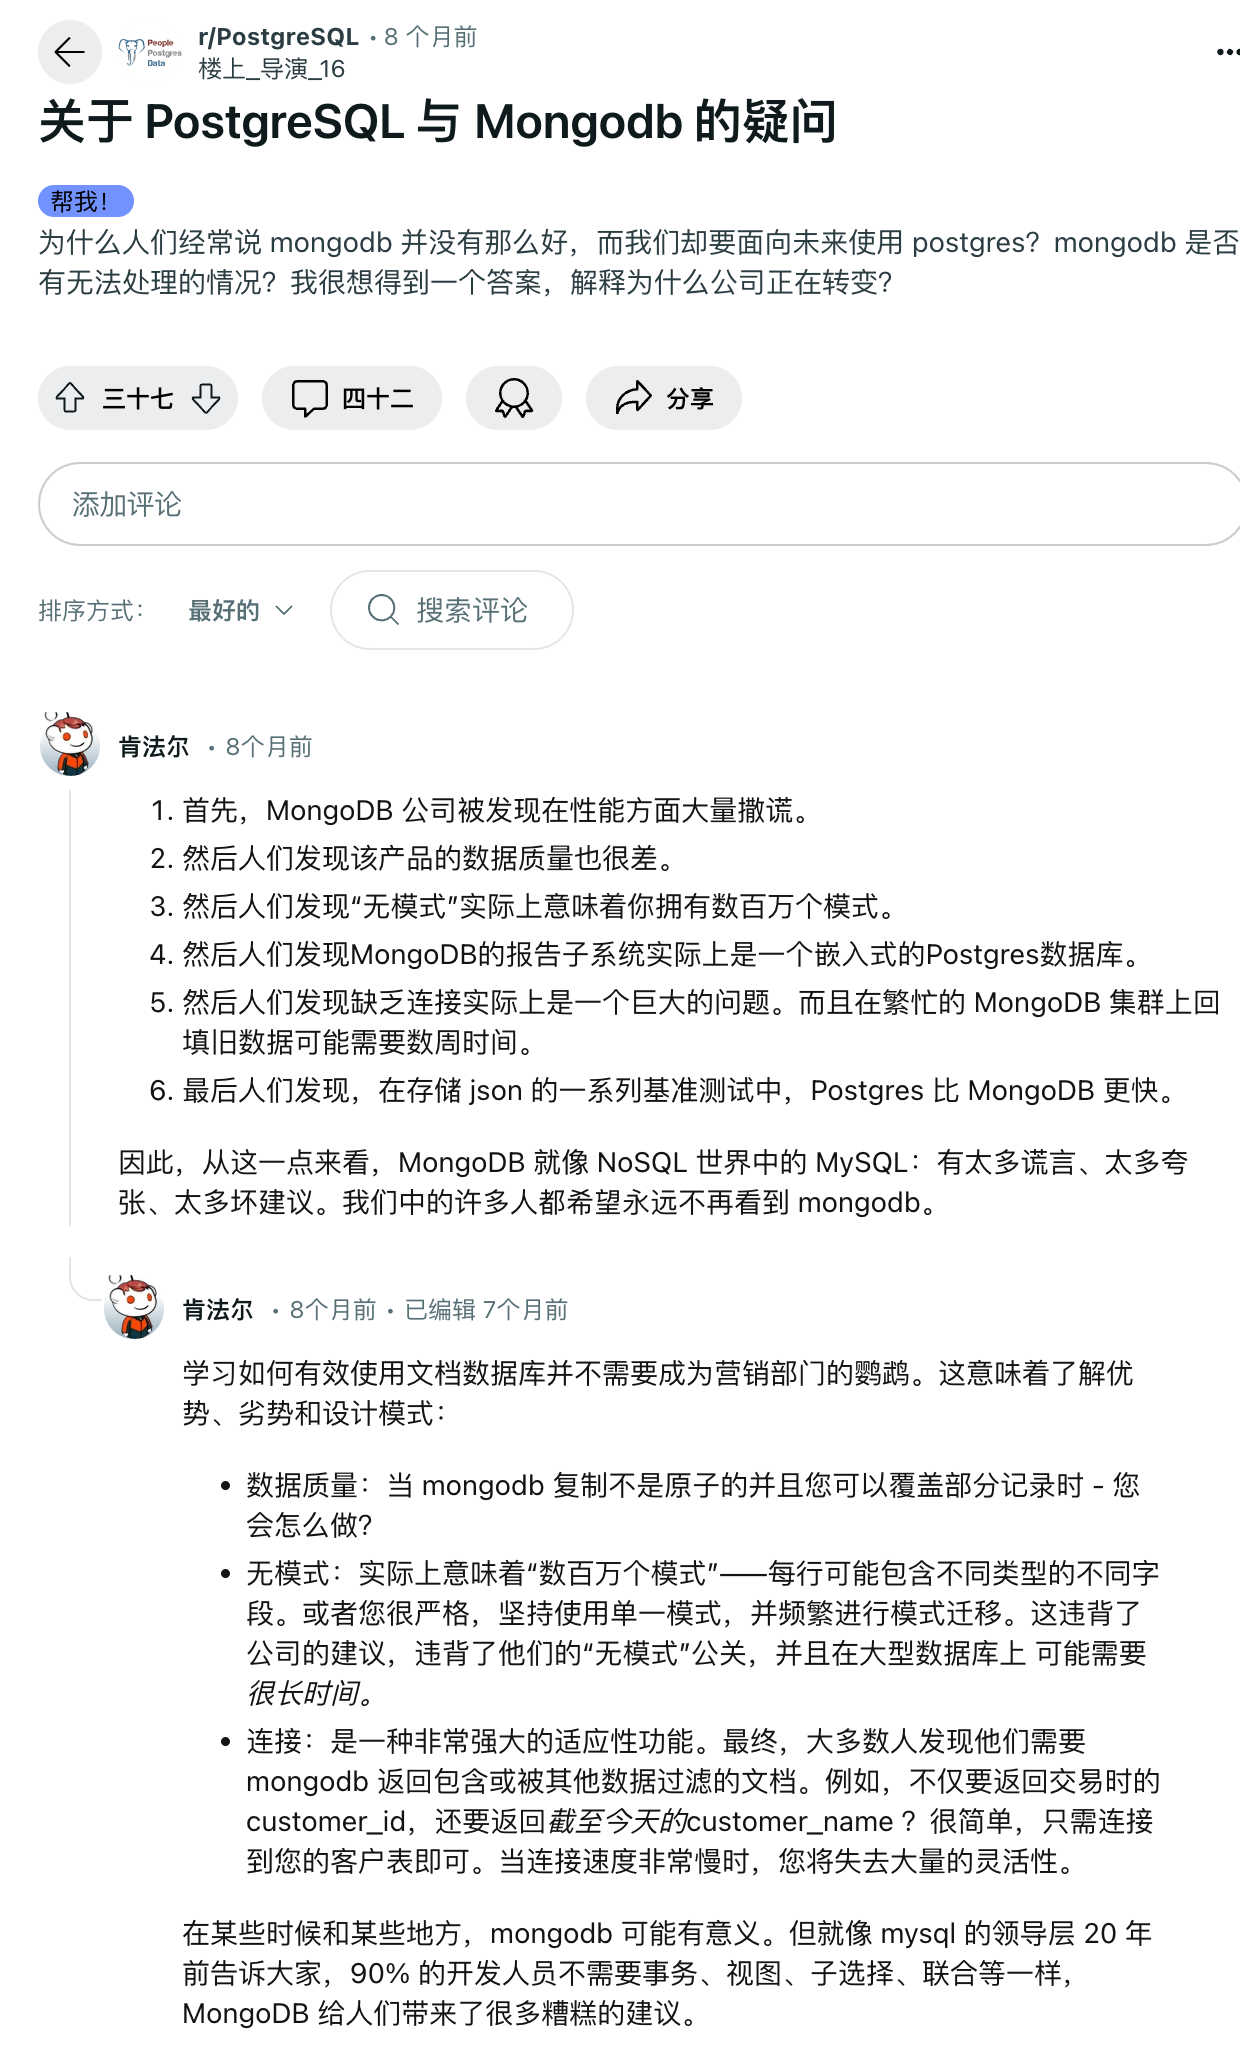 People
Postgres
Data
r/PostgreSQL • 8 个月前
楼上_导演_16
关于 PostgreSQL 与 Mongodb 的疑问
帮我！
为什么人们经常说 mongodb 并没有那么好，而我们却要面向未来使用 postgres？mongodb 是否
有无法处理的情况？我很想得到一个答案，解释为什么公司正在转变？
三十七
四十二
分享
添加评论
排序方式：
最好的
搜索评论
肯法尔 • 8个月前
1. 首先，MongoDB 公司被发现在性能方面大量撒谎。
2. 然后人们发现该产品的数据质量也很差。
3. 然后人们发现“无模式”实际上意味着你拥有数百万个模式。
4. 然后人们发现MongoDB的报告子系统实际上是一个嵌入式的Postgres数据库。
5. 然后人们发现缺乏连接实际上是一个巨大的问题。而且在繁忙的 MongoDB 集群上回
填旧数据可能需要数周时间。
6. 最后人们发现，在存储 json 的一系列基准测试中，Postgres 比 MongoDB 更快。
因此，从这一点来看，MongoDB 就像 NoSQL 世界中的 MySQL：有太多谎言、太多夸
张、太多坏建议。我们中的许多人都希望永远不再看到 mongodb。
肯法尔 • 8个月前 • 已编辑 7个月前
学习如何有效使用文档数据库并不需要成为营销部门的鹦鹉。这意味着了解优
势、劣势和设计模式：
• 数据质量：当 mongodb 复制不是原子的并且您可以覆盖部分记录时 - 您
会怎么做？
• 无模式：实际上意味着“数百万个模式”——每行可能包含不同类型的不同字
段。或者您很严格，坚持使用单一模式，并频繁进行模式迁移。这违背了
公司的建议，违背了他们的“无模式”公关，并且在大型数据库上 可能需要
很长时间。
• 连接：是一种非常强大的适应性功能。最终，大多数人发现他们需要
mongodb 返回包含或被其他数据过滤的文档。例如，不仅要返回交易时的
customer_id，还要返回截至今天的customer_name ？很简单，只需连接
到您的客户表即可。当连接速度非常慢时，您将失去大量的灵活性。
在某些时候和某些地方，mongodb 可能有意义。但就像 mysql 的领导层 20 年
前告诉大家，90% 的开发人员不需要事务、视图、子选择、联合等一样，
MongoDB 给人们带来了很多糟糕的建议。